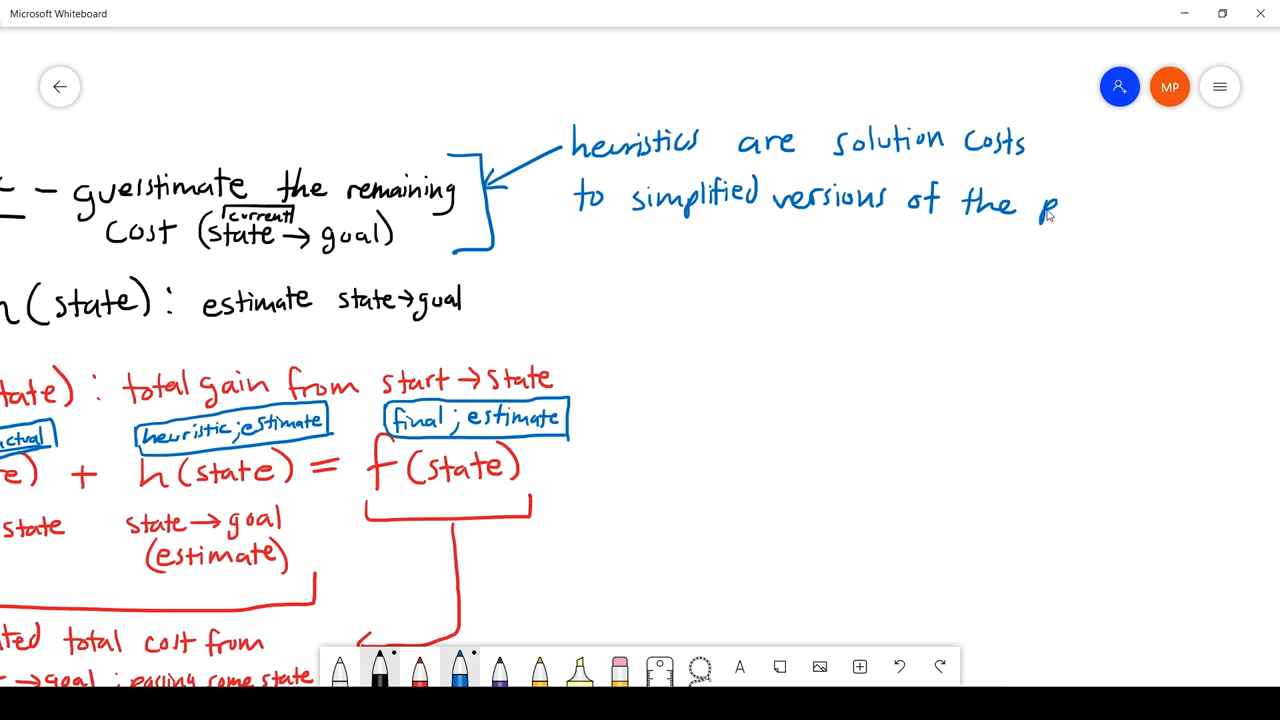 Microsoft Whiteboard
MP
heuristics are solution costs
to simplified versions of the p
- guesstimate the remaining
current
cost (state → goal)
h(state): estimate state→goal
tate): total gain from start → state
actual heuristic; estimate final; estimate
e) + h(state) = f(state)
state state → goal
(estimate)
ted total cost from
→goal; passing some state
A